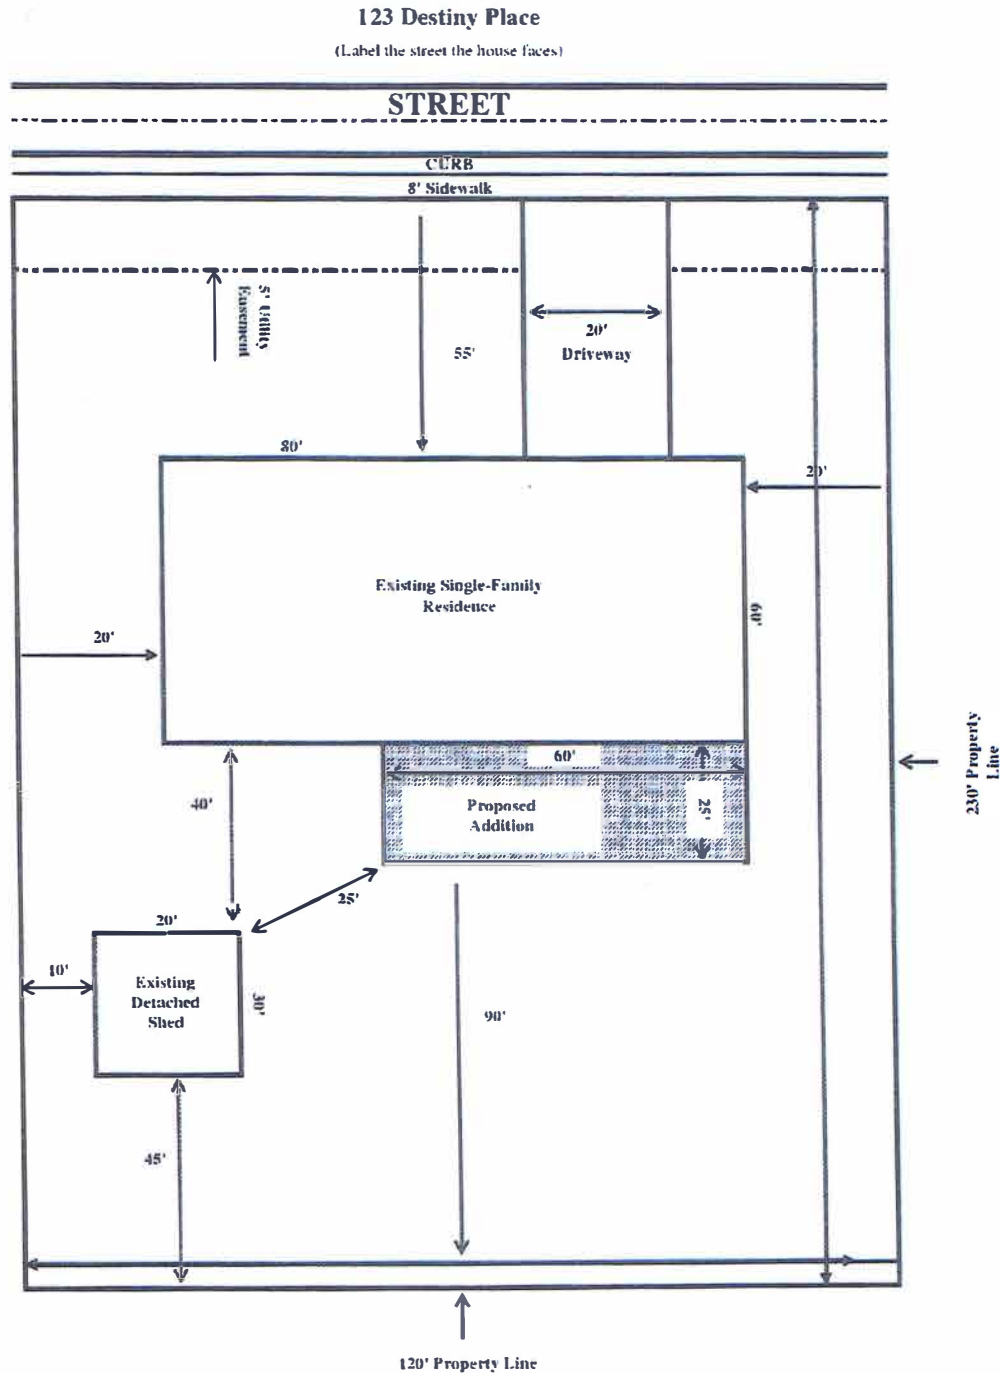 123 Destiny Place
(Label the street the house faces)
STREET
CURB
8' Sidewalk
5' Utility
Easement
55'
20'
Driveway
80'
20'
Existing Single-Family
Residence
60'
20'
60'
Proposed
Addition
25'
40'
25'
20'
10'
Existing
Detached
Shed
30'
90'
45'
230' Property
Line
120' Property Line